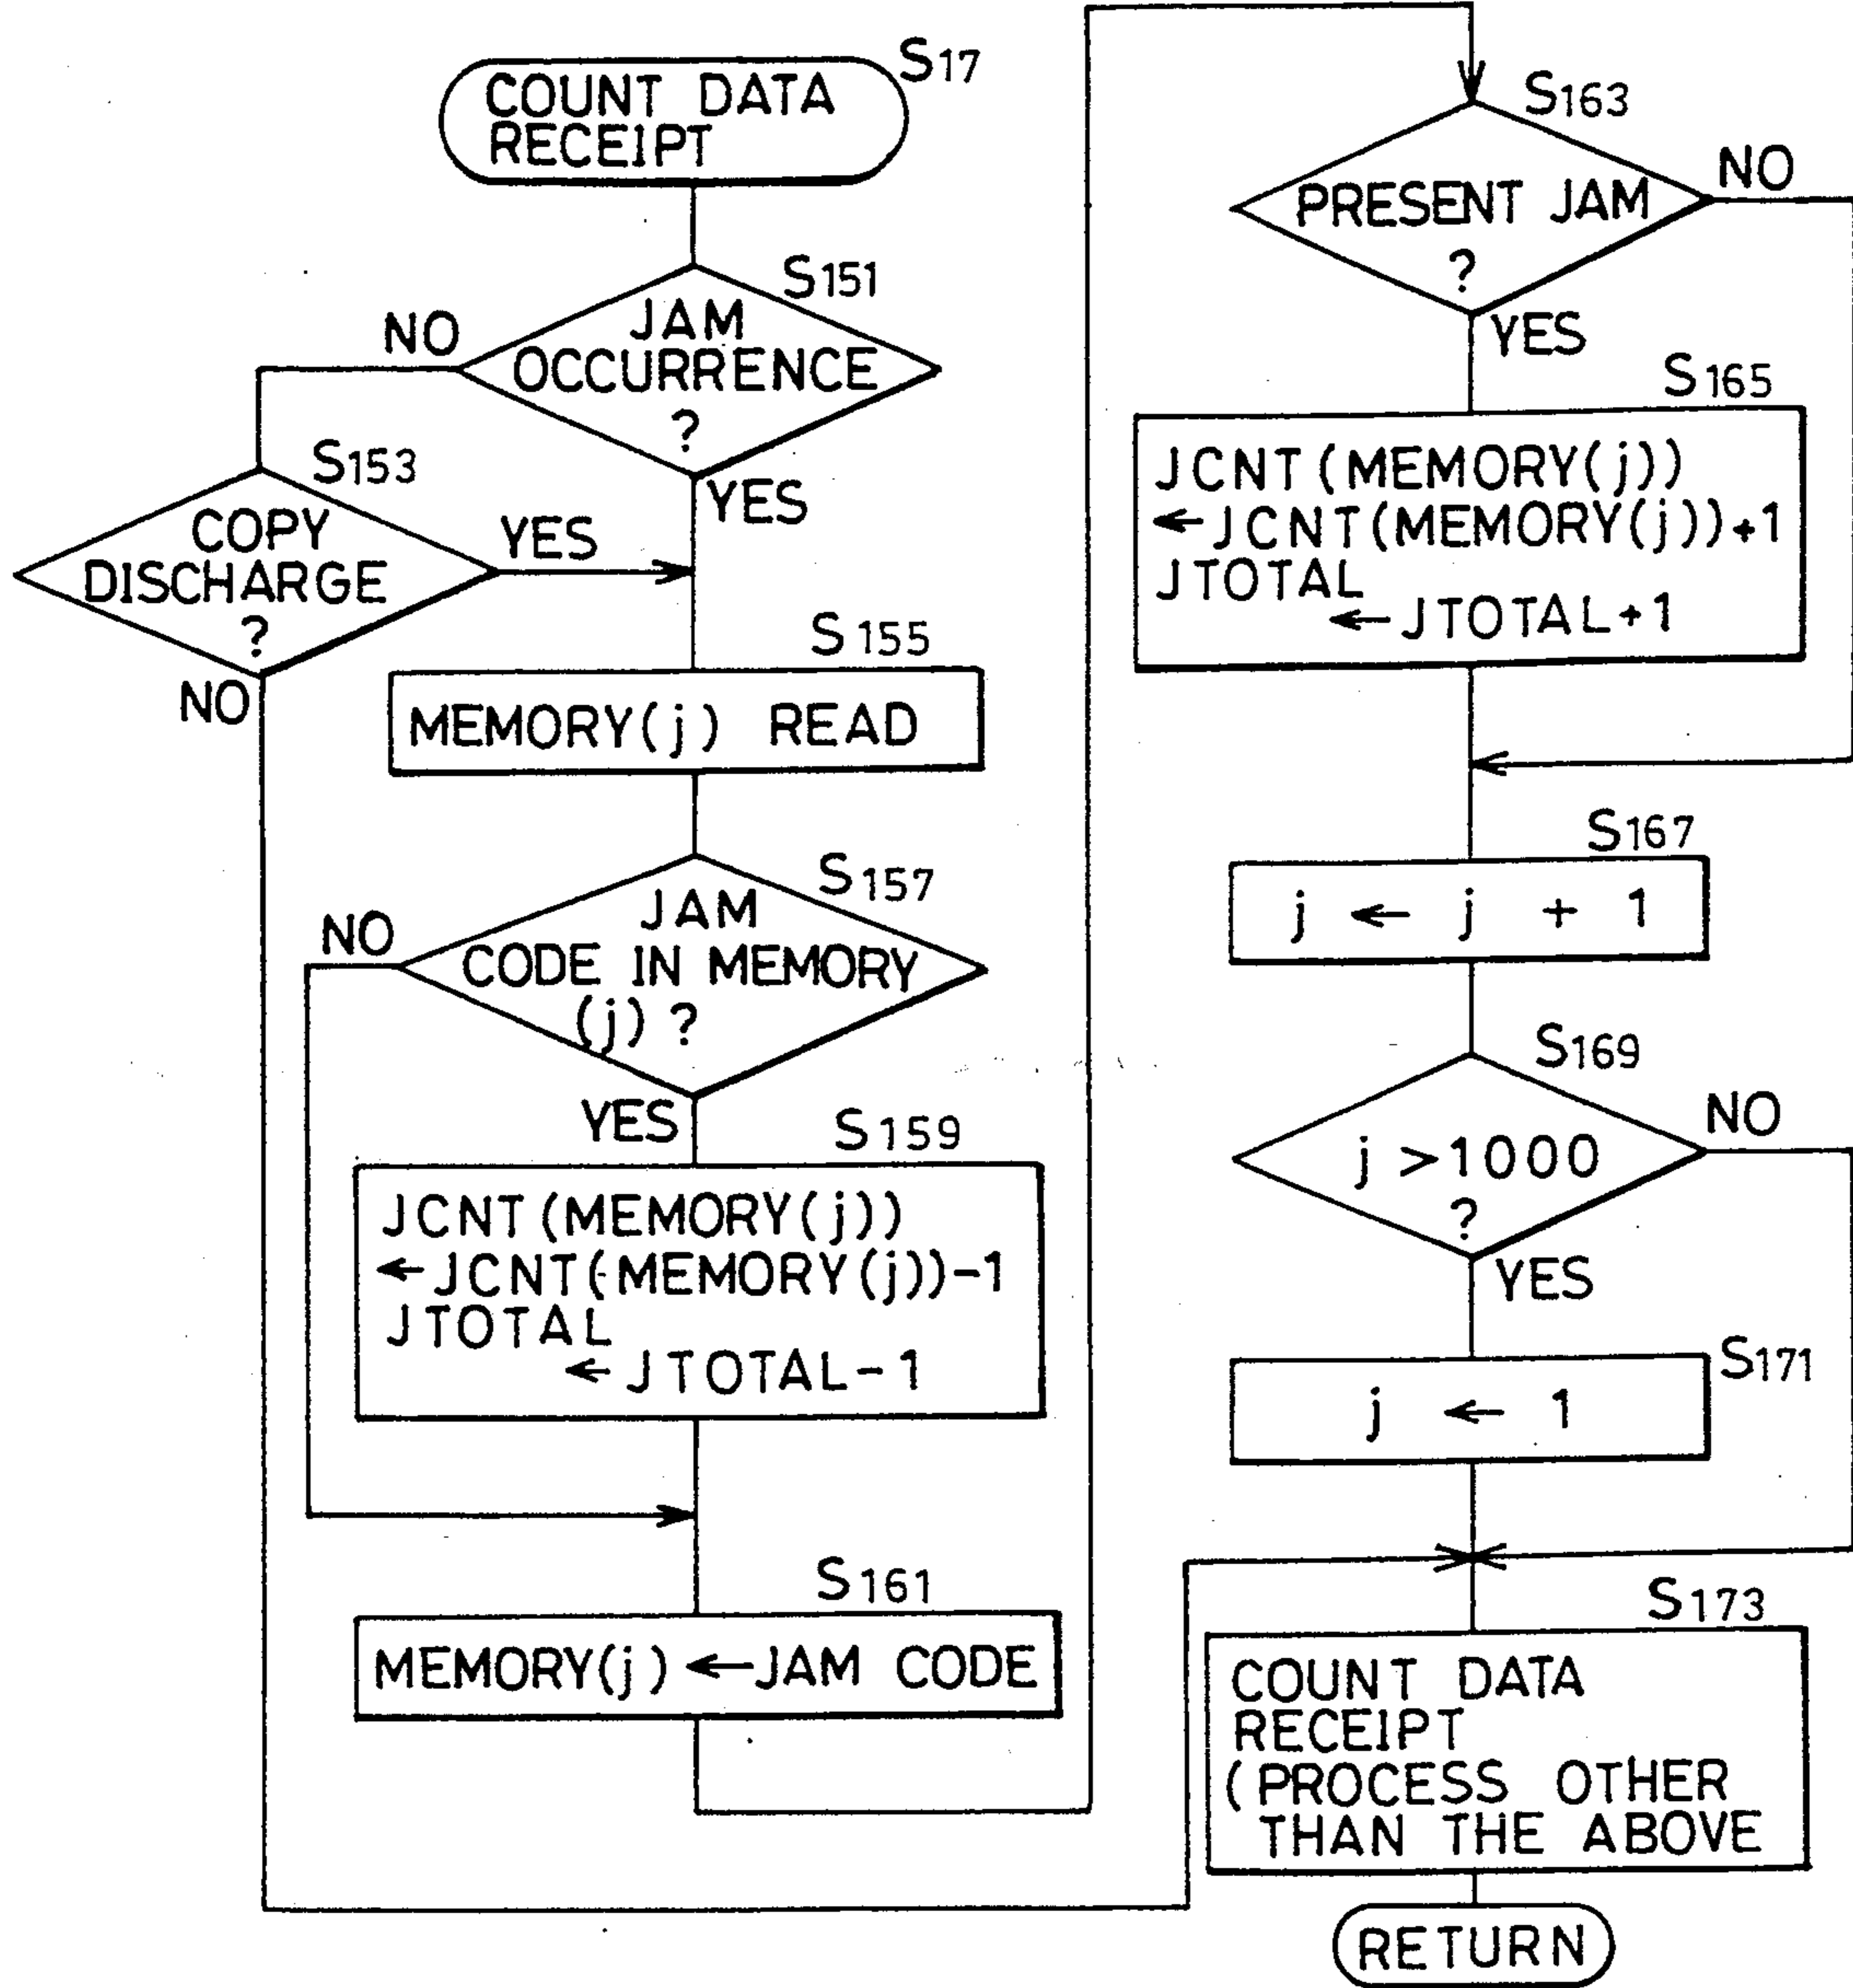 S17
COUNT DATA
RECEIPT
S151
JAM
OCCURRENCE
?
NO
YES
S153
COPY
DISCHARGE
?
YES
NO
S155
MEMORY(j) READ
S157
JAM
CODE IN MEMORY
(j) ?
NO
YES
S159
JCNT(MEMORY(j))
←JCNT(MEMORY(j))-1
JTOTAL
←JTOTAL-1
S161
MEMORY(j)←JAM CODE
S163
PRESENT JAM
?
NO
YES
S165
JCNT(MEMORY(j))
←JCNT(MEMORY(j))+1
JTOTAL
←JTOTAL+1
S167
j ← j + 1
S169
j >1000
?
NO
YES
S171
j ← 1
S173
COUNT DATA
RECEIPT
(PROCESS OTHER
THAN THE ABOVE
RETURN